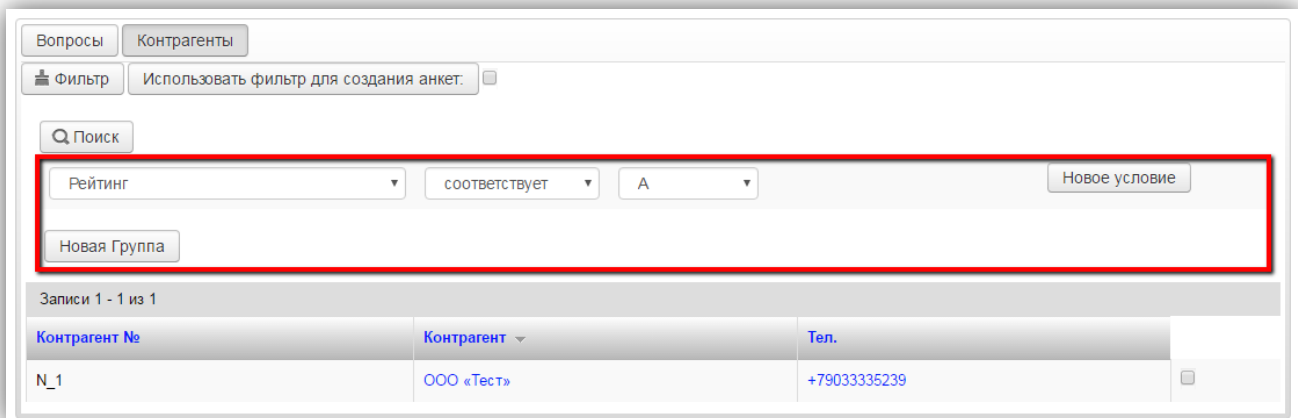 Вопросы Контрагенты
Фильтр Использовать фильтр для создания анкет:
Поиск
Рейтинг соответствует A Новое условие
Новая Группа
Записи 1 - 1 из 1
Контрагент № Контрагент Тел.
N_1 ООО «Тест» +79033335239